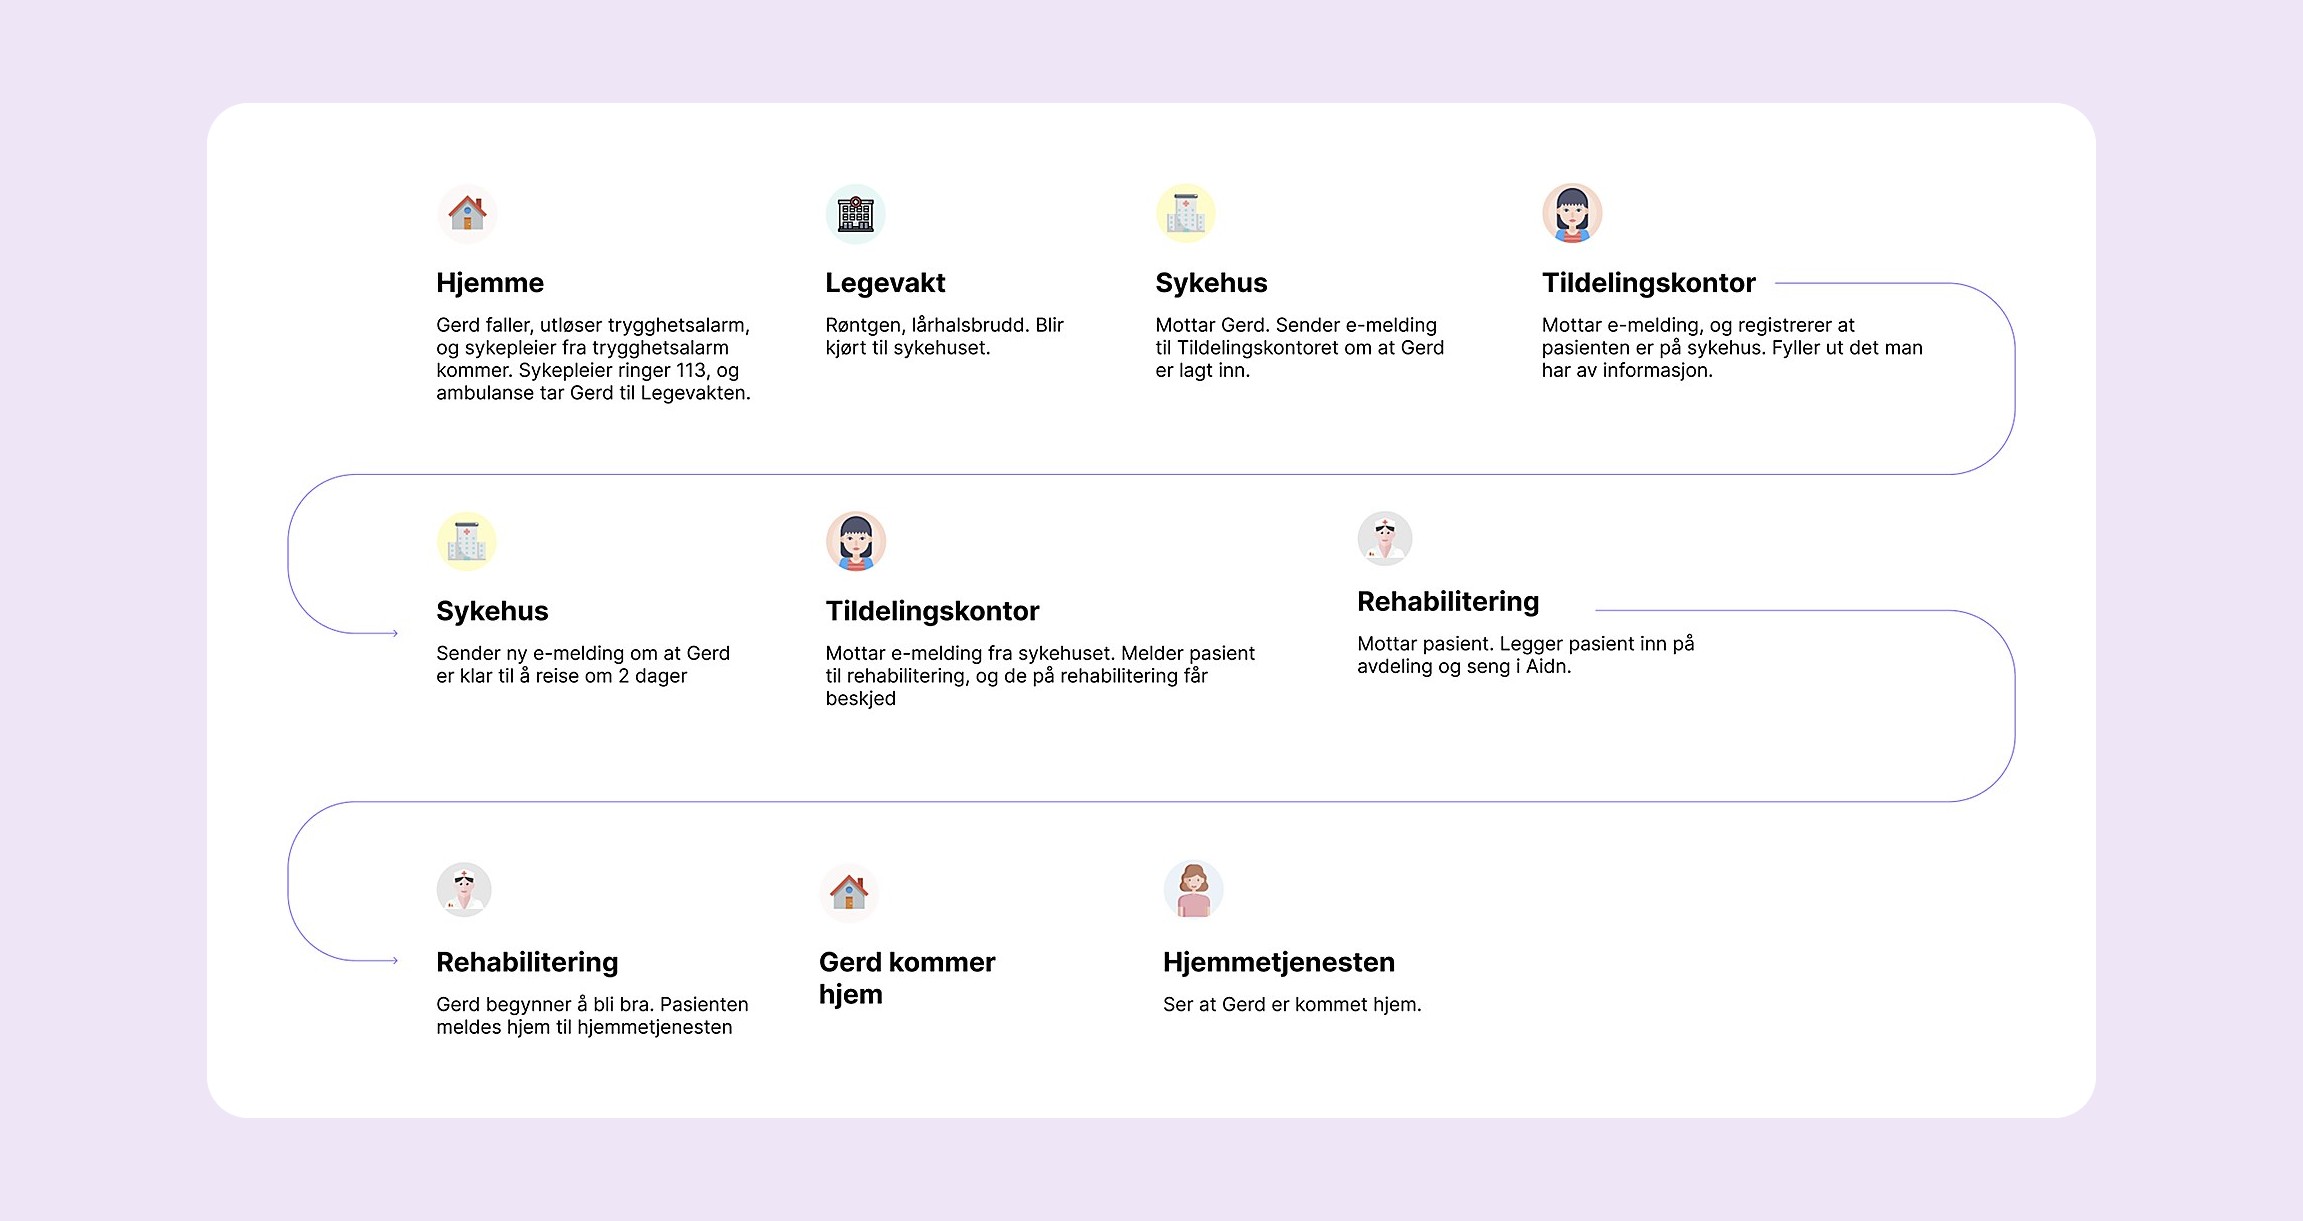 Hjemme
Gerd faller, utløser trygghetsalarm,
og sykepleier fra trygghetsalarm
kommer. Sykepleier ringer 113, og
ambulanse tar Gerd til Legevakten.
Legevakt
Røntgen, lårhalsbrudd. Blir
kjørt til sykehuset.
Sykehus
Mottar Gerd. Sender e-melding
til Tildelingskontoret om at Gerd
er lagt inn.
Tildelingskontor
Mottar e-melding, og registrerer at
pasienten er på sykehus. Fyller ut det man
har av informasjon.
Sykehus
Sender ny e-melding om at Gerd
er klar til å reise om 2 dager
Tildelingskontor
Mottar e-melding fra sykehuset. Melder pasient
til rehabilitering, og de på rehabilitering får
beskjed
Rehabilitering
Mottar pasient. Legger pasient inn på
avdeling og seng i Aidn.
Rehabilitering
Gerd begynner å bli bra. Pasienten
meldes hjem til hjemmetjenesten
Gerd kommer
hjem
Hjemmetjenesten
Ser at Gerd er kommet hjem.